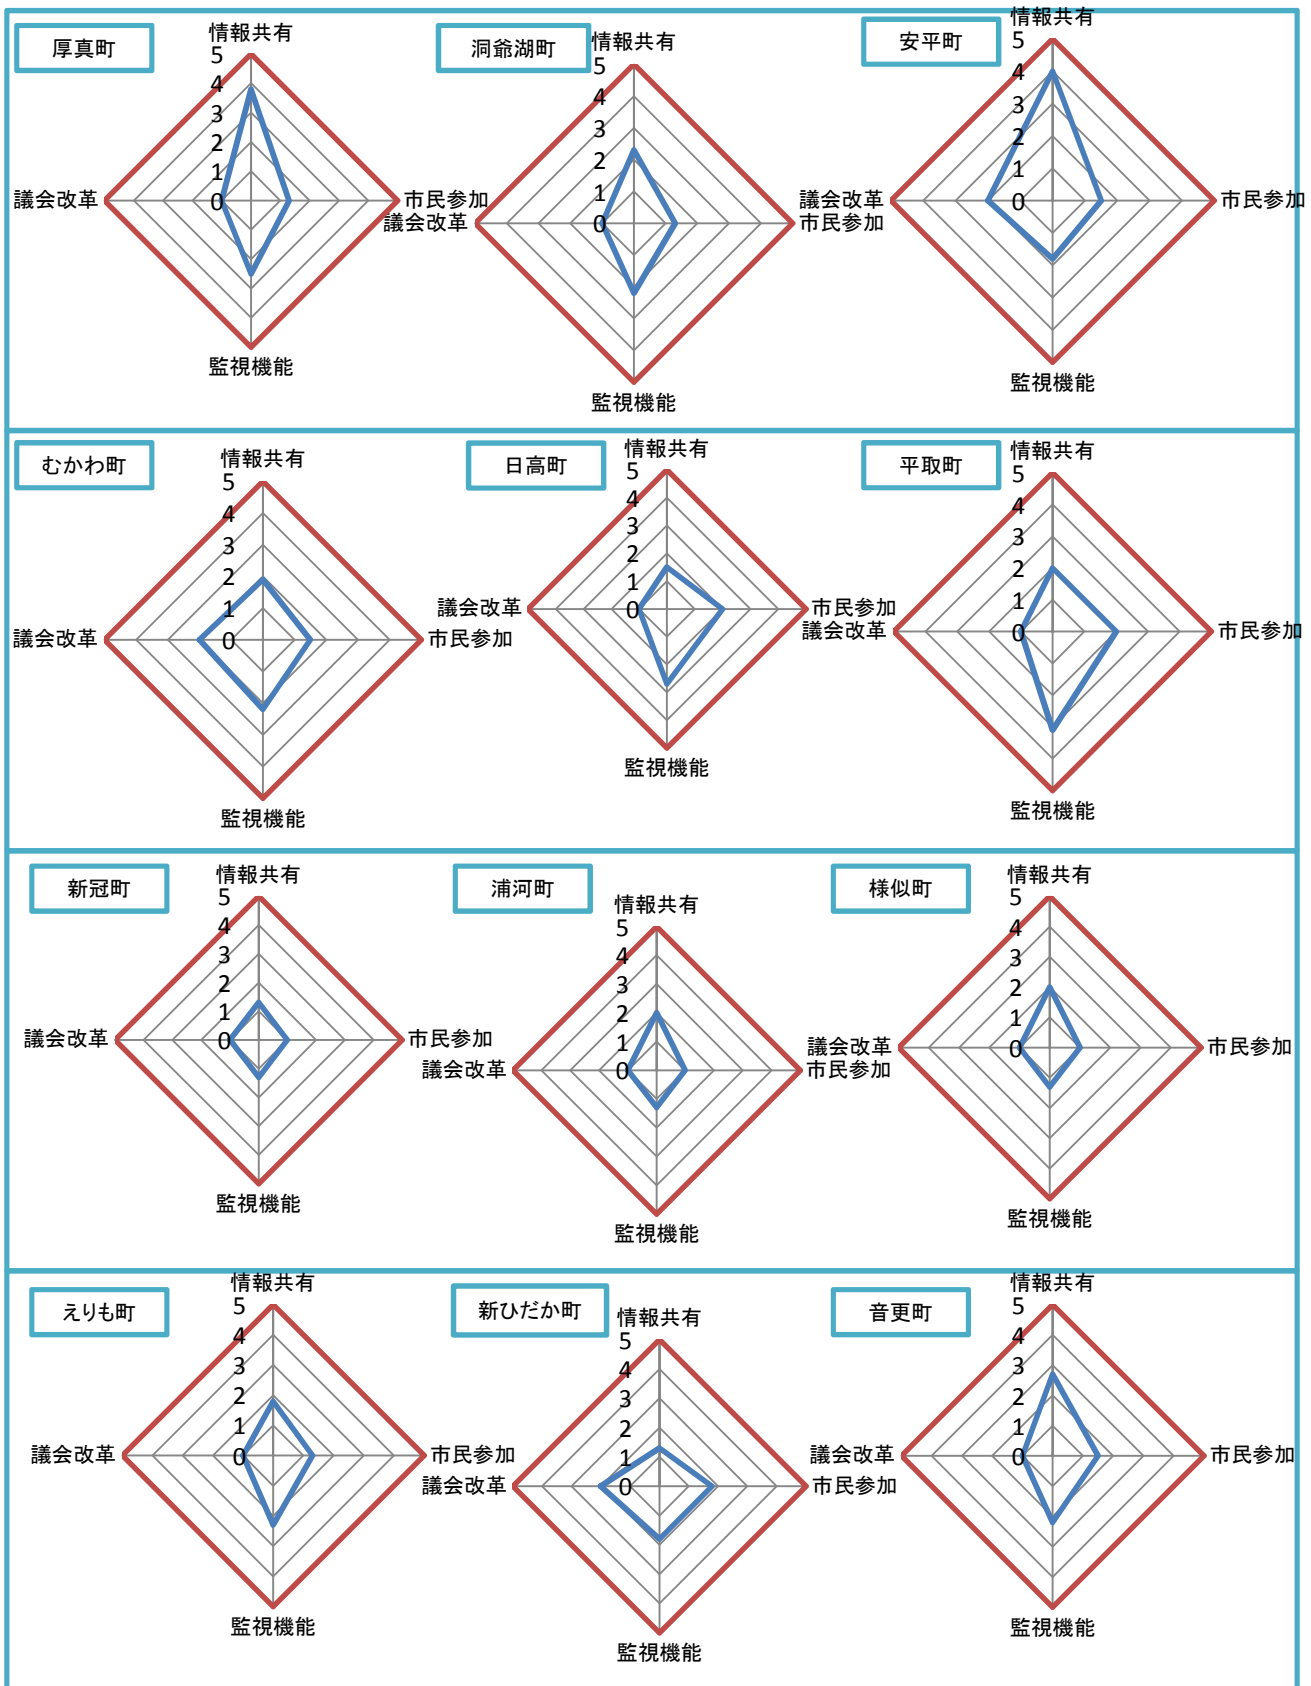 厚真町
情報共有
5
4
3
2
1
0
議会改革
市民参加
監視機能
洞爺湖町
情報共有
5
4
3
2
1
0
議会改革
市民参加
監視機能
安平町
情報共有
5
4
3
2
1
0
議会改革
市民参加
監視機能
むかわ町
情報共有
5
4
3
2
1
0
議会改革
市民参加
監視機能
日高町
情報共有
5
4
3
2
1
0
議会改革
市民参加
監視機能
平取町
情報共有
5
4
3
2
1
0
議会改革
市民参加
監視機能
新冠町
情報共有
5
4
3
2
1
0
議会改革
市民参加
監視機能
浦河町
情報共有
5
4
3
2
1
0
議会改革
市民参加
監視機能
様似町
情報共有
5
4
3
2
1
0
議会改革
市民参加
監視機能
えりも町
情報共有
5
4
3
2
1
0
議会改革
市民参加
監視機能
新ひだか町
情報共有
5
4
3
2
1
0
議会改革
市民参加
監視機能
音更町
情報共有
5
4
3
2
1
0
議会改革
市民参加
監視機能